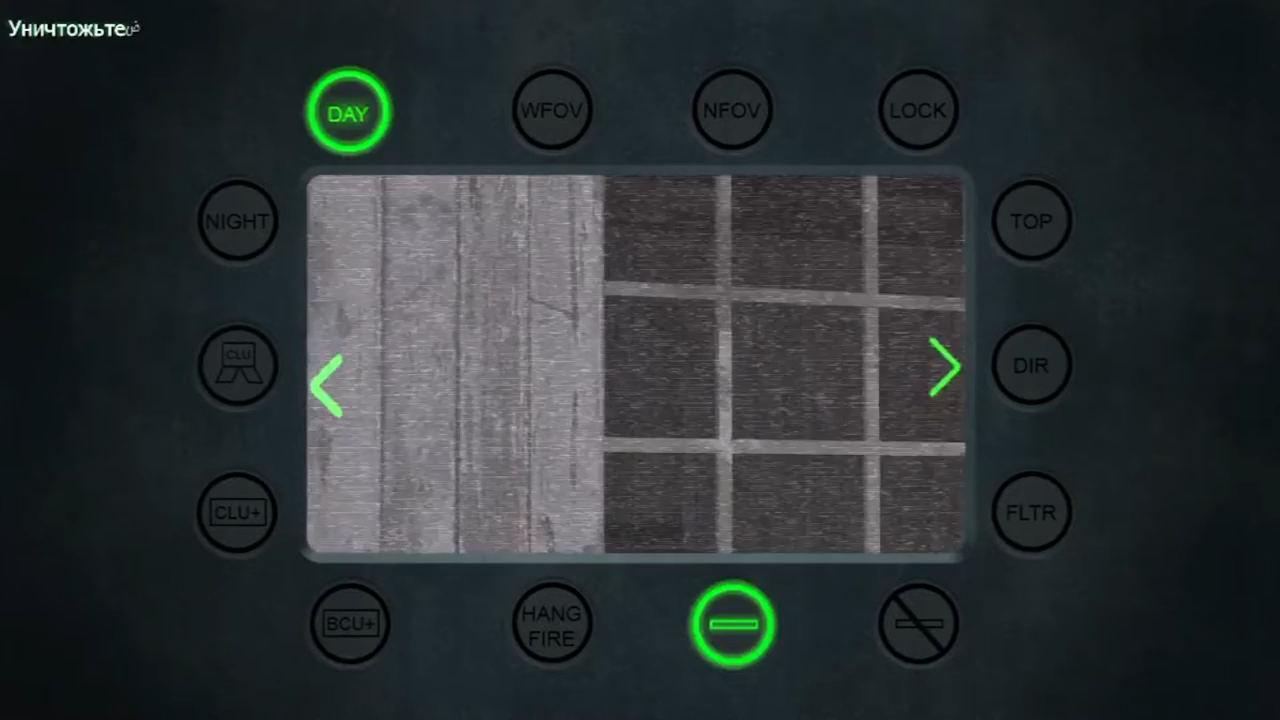 Уничтожьте
DAY
WFOV
NFOV
LOCK
NIGHT
TOP
CLU
DIR
CLU+
FLTR
BCU+
HANG
FIRE